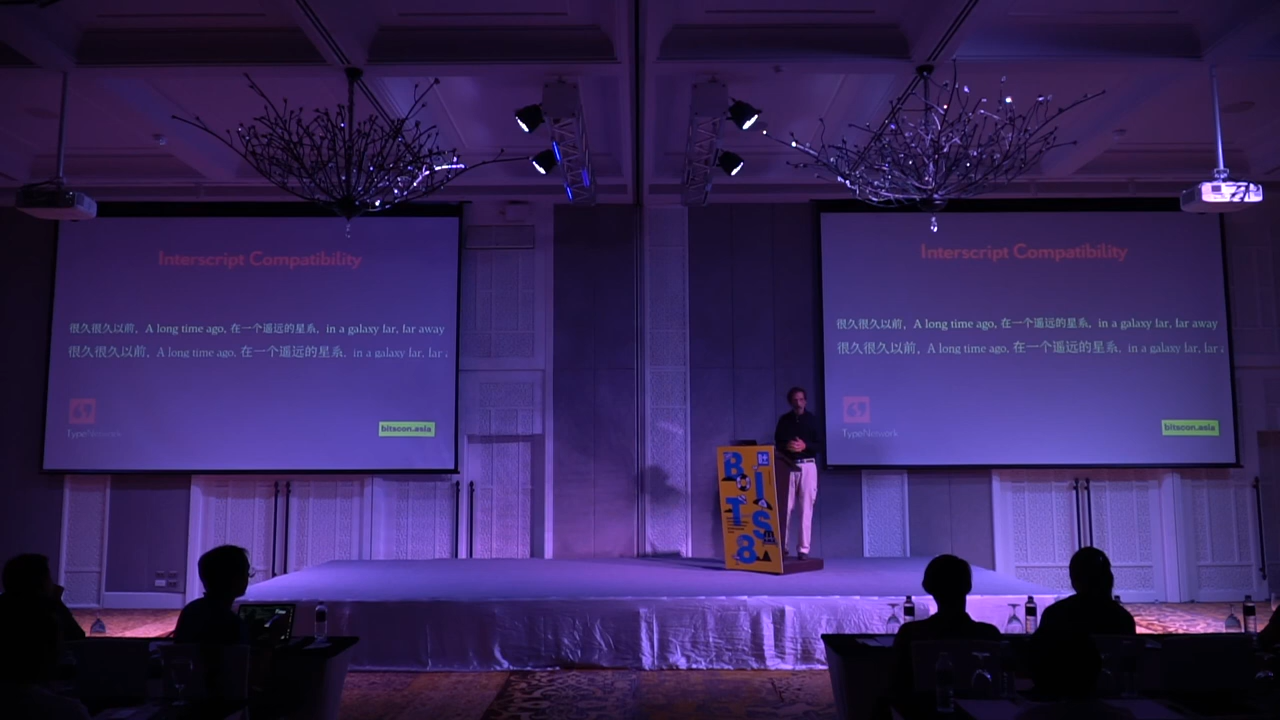 Interscript Compatibility
很久很久以前，A long time ago, 在一个遥远的星系，in a galaxy far, far away
很久很久以前，A long time ago, 在一个遥远的星系，in a galaxy far, far
TypeNetwork
bitscon.asia
Interscript Compatibility
很久很久以前，A long time ago, 在一个遥远的星系，in a galaxy far, far away
很久很久以前，A long time ago, 在一个遥远的星系，in a galaxy far, far
TypeNetwork
bitscon.asia
BITS
8